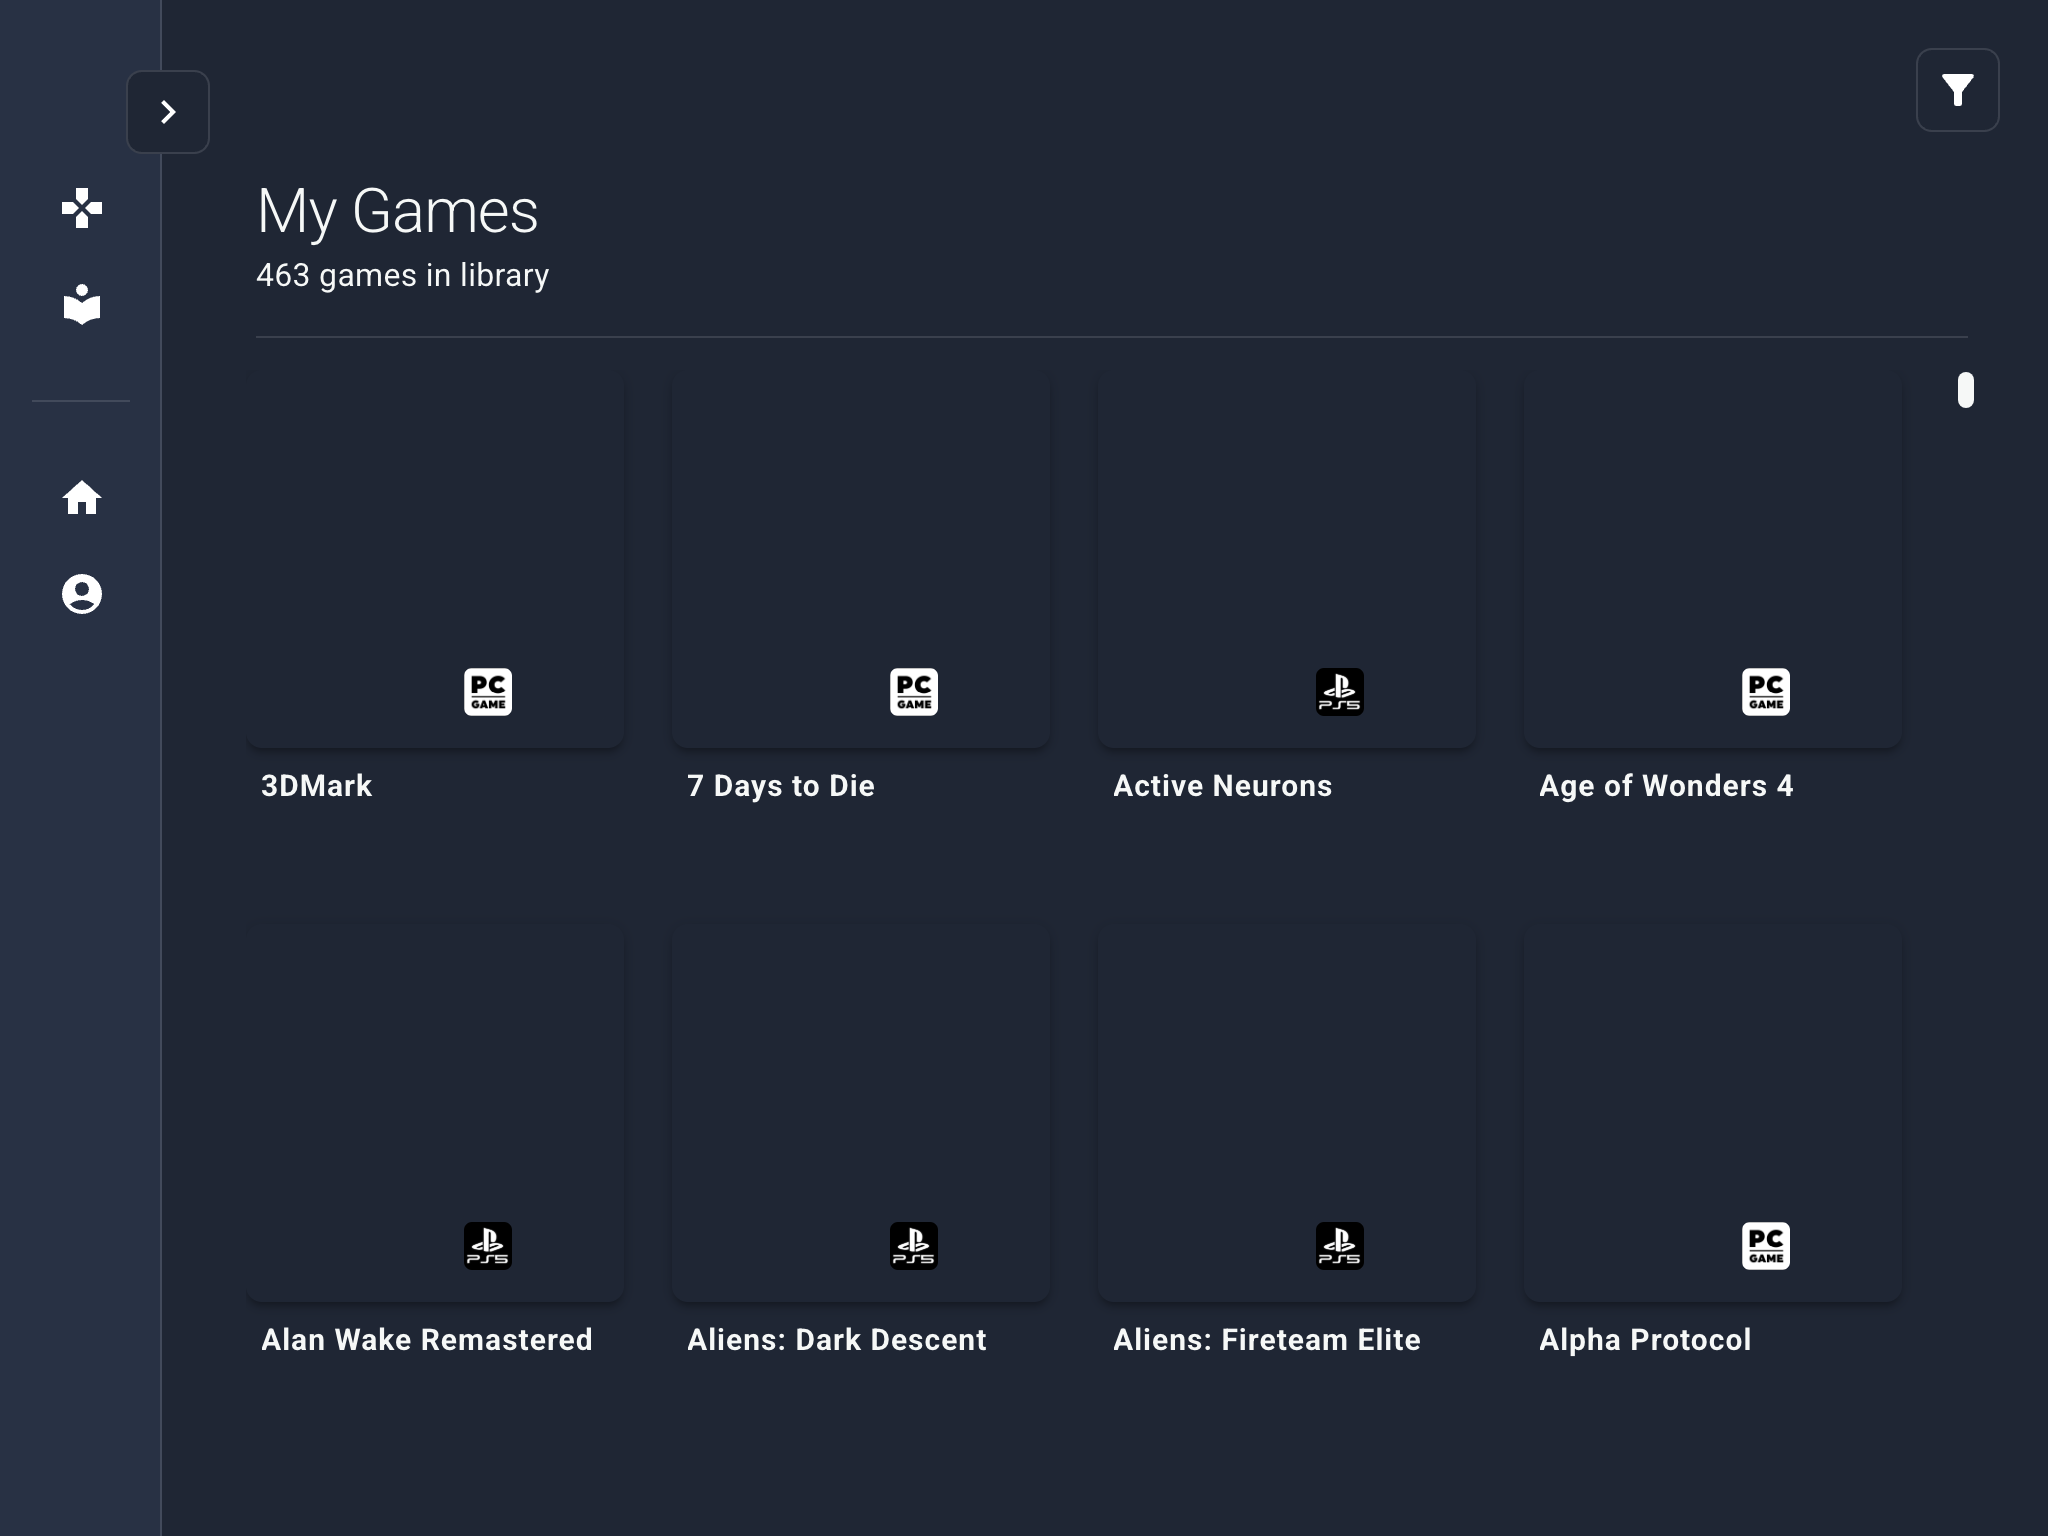 My Games
463 games in library
PC
GAME
PC
GAME
PS5
PC
GAME
3DMark
7 Days to Die
Active Neurons
Age of Wonders 4
PS5
PS5
PS5
PC
GAME
Alan Wake Remastered
Aliens: Dark Descent
Aliens: Fireteam Elite
Alpha Protocol